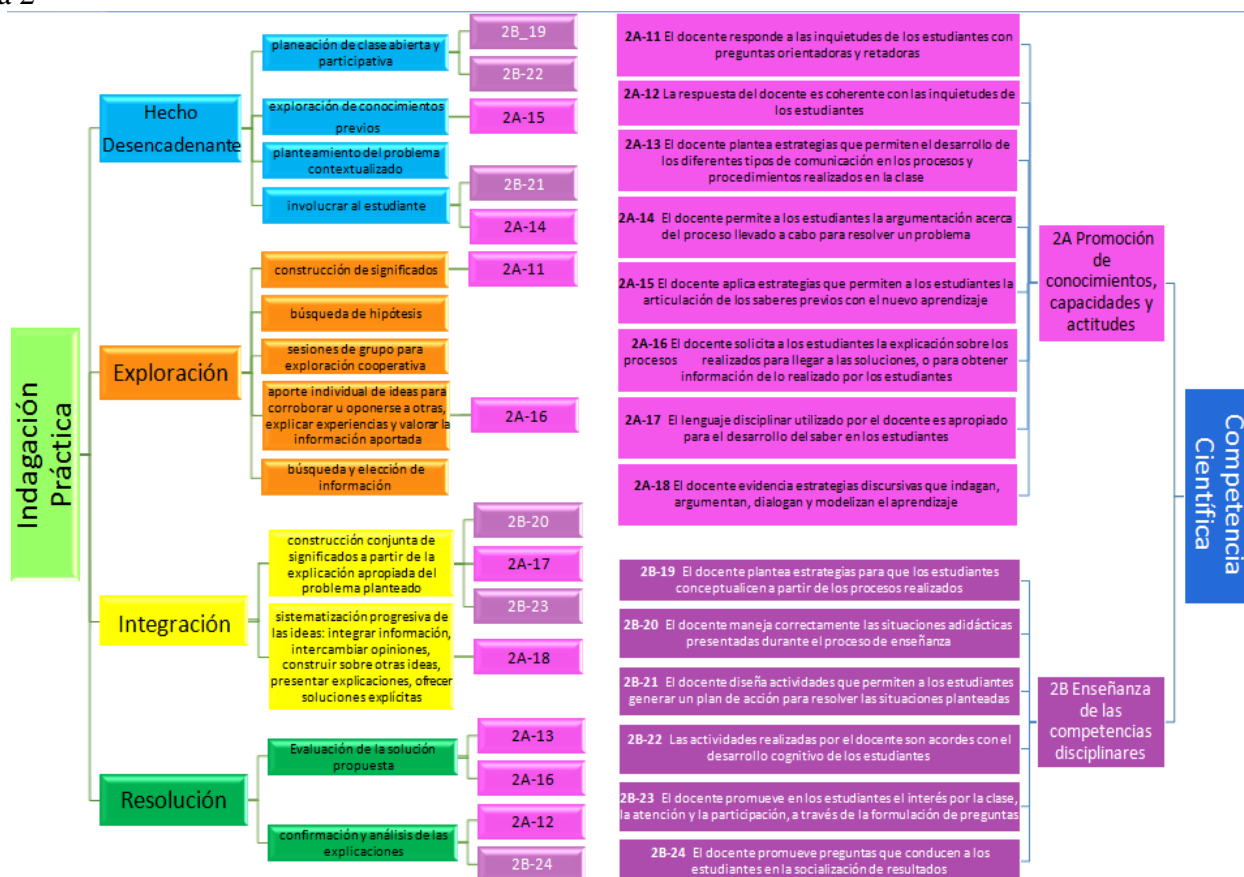 a 2
Indagación
Práctica
Hecho
Desencadenante
planeación de clase abierta y
participativa
2B_19
2B-22
exploración de conocimientos
previos
2A-15
planteamiento del problema
contextualizado
involucrar al estudiante
2B-21
2A-14
Exploración
construcción de significados
2A-11
búsqueda de hipótesis
sesiones de grupo para
exploración cooperativa
aporte individual de ideas para
corroborar u oponerse a otras,
explicar experiencias y valorar la
información aportada
2A-16
búsqueda y elección de
información
Integración
construcción conjunta de
significados a partir de la
explicación apropiada del
problema planteado
2B-20
2A-17
2B-23
sistematización progresiva de
las ideas: integrar información,
intercambiar opiniones,
construir sobre otras ideas,
presentar explicaciones, ofrecer
soluciones explícitas
2A-18
Resolución
Evaluación de la solución
propuesta
2A-13
2A-16
confirmación y análisis de las
explicaciones
2A-12
2B-24
2A-11 El docente responde a las inquietudes de los estudiantes con
preguntas orientadoras y retadoras
2A-12 La respuesta del docente es coherente con las inquietudes de
los estudiantes
2A-13 El docente plantea estrategias que permiten el desarrollo de
los diferentes tipos de comunicación en los procesos y
procedimientos realizados en la clase
2A-14 El docente permite a los estudiantes la argumentación acerca
del proceso llevado a cabo para resolver un problema
2A-15 El docente aplica estrategias que permiten a los estudiantes la
articulación de los saberes previos con el nuevo aprendizaje
2A-16 El docente solicita a los estudiantes la explicación sobre los
procesos realizados para llegar a las soluciones, o para obtener
información de lo realizado por los estudiantes
2A-17 El lenguaje disciplinar utilizado por el docente es apropiado
para el desarrollo del saber en los estudiantes
2A-18 El docente evidencia estrategias discursivas que indagan,
argumentan, dialogan y modelizan el aprendizaje
2A Promoción
de
conocimientos,
capacidades y
actitudes
2B-19 El docente plantea estrategias para que los estudiantes
conceptualicen a partir de los procesos realizados
2B-20 El docente maneja correctamente las situaciones adidácticas
presentadas durante el proceso de enseñanza
2B-21 El docente diseña actividades que permiten a los estudiantes
generar un plan de acción para resolver las situaciones planteadas
2B-22 Las actividades realizadas por el docente son acordes con el
desarrollo cognitivo de los estudiantes
2B-23 El docente promueve en los estudiantes el interés por la clase,
la atención y la participación, a través de la formulación de preguntas
2B-24 El docente promueve preguntas que conducen a los
estudiantes en la socialización de resultados
2B Enseñanza
de las
competencias
disciplinares
Competencia
Científica